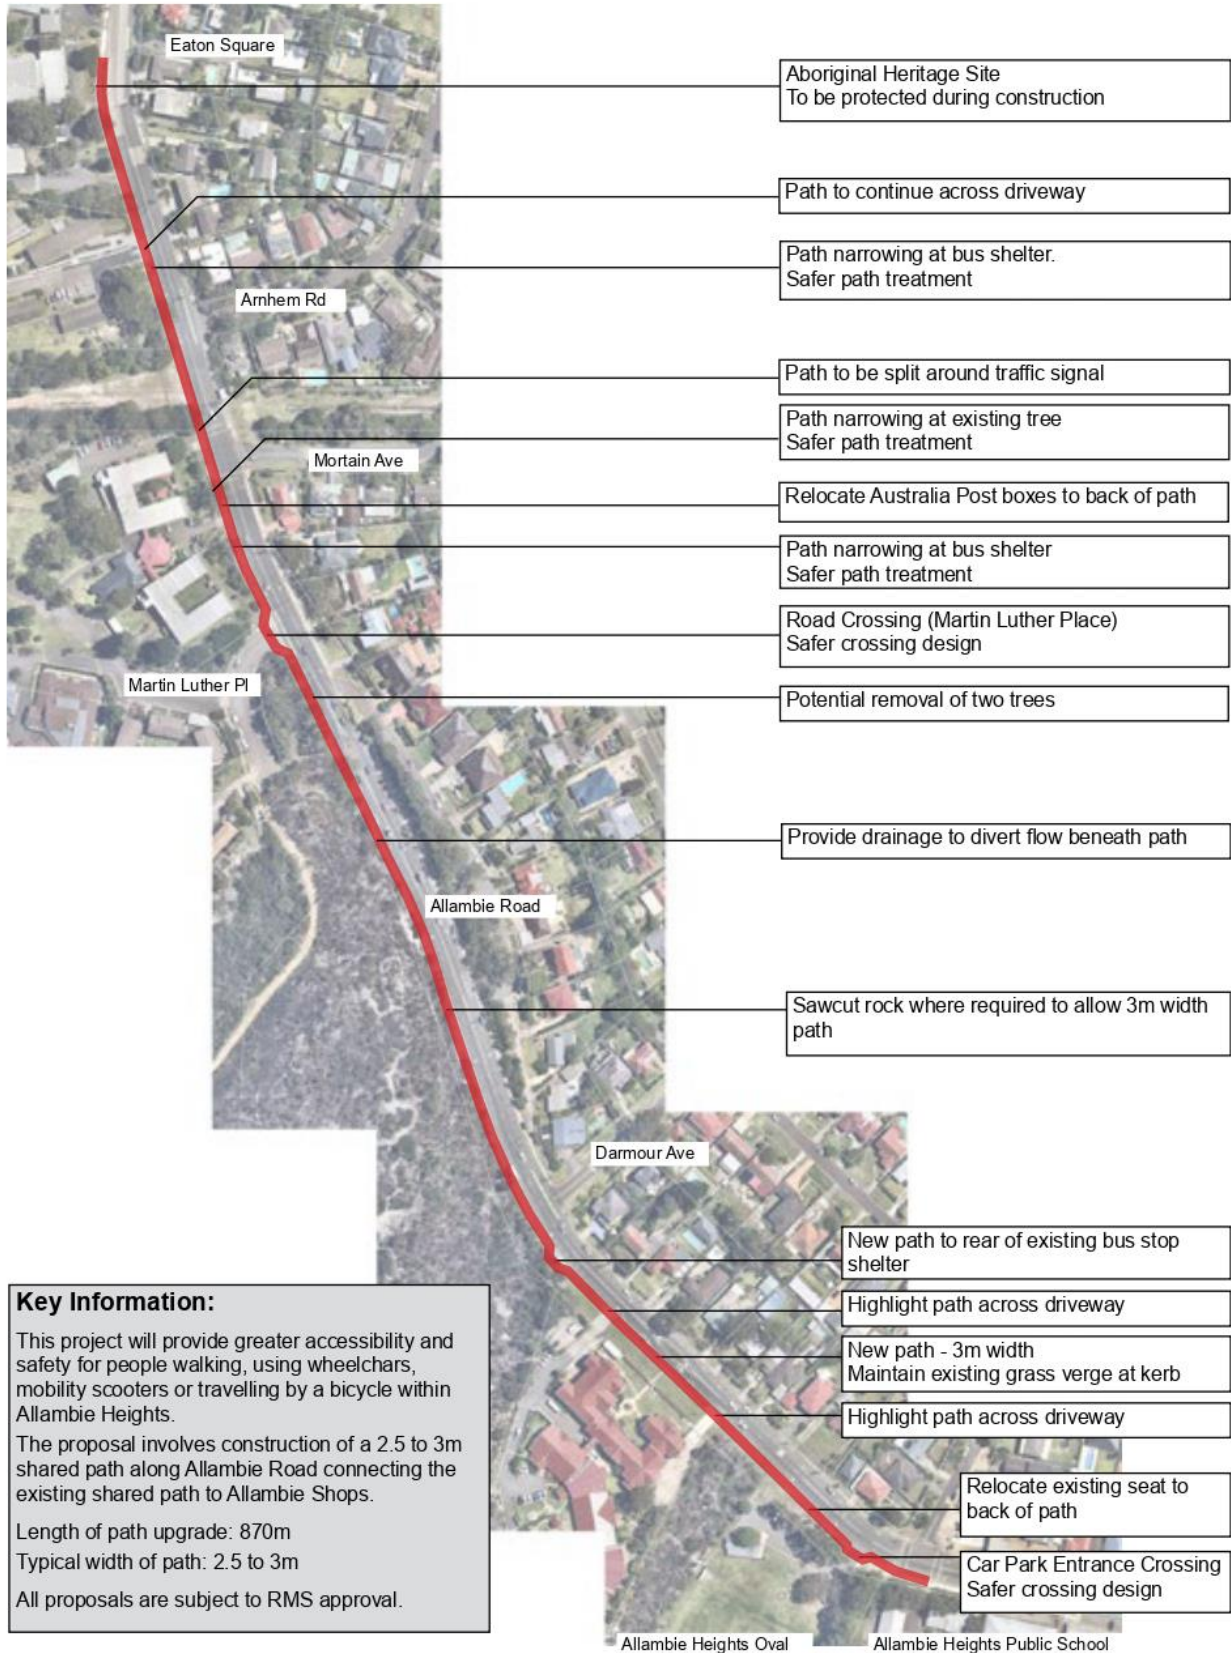 Eaton Square
Aboriginal Heritage Site
To be protected during construction
Path to continue across driveway
Path narrowing at bus shelter.
Safer path treatment
Arnhem Rd
Path to be split around traffic signal
Path narrowing at existing tree
Safer path treatment
Mortain Ave
Relocate Australia Post boxes to back of path
Path narrowing at bus shelter
Safer path treatment
Road Crossing (Martin Luther Place)
Safer crossing design
Martin Luther Pl
Potential removal of two trees
Provide drainage to divert flow beneath path
Allambie Road
Sawcut rock where required to allow 3m width
path
Darmour Ave
New path to rear of existing bus stop
shelter
Highlight path across driveway
New path - 3m width
Maintain existing grass verge at kerb
Highlight path across driveway
Relocate existing seat to
back of path
Car Park Entrance Crossing
Safer crossing design
Key Information:
This project will provide greater accessibility and
safety for people walking, using wheelchars,
mobility scooters or travelling by a bicycle within
Allambie Heights.
The proposal involves construction of a 2.5 to 3m
shared path along Allambie Road connecting the
existing shared path to Allambie Shops.
Length of path upgrade: 870m
Typical width of path: 2.5 to 3m
All proposals are subject to RMS approval.
Allambie Heights Oval
Allambie Heights Public School